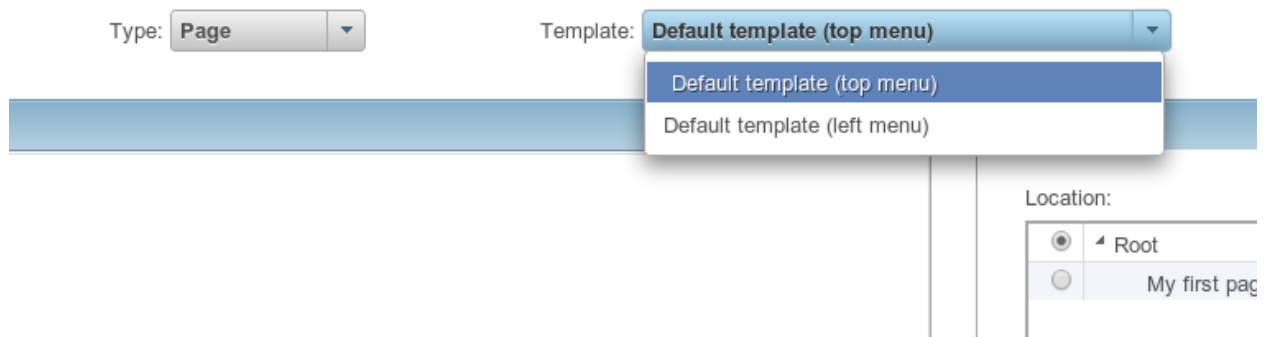 Type: Page Template: Default template (top menu)
Default template (top menu)
Default template (left menu)
Location:
Root
My first pag